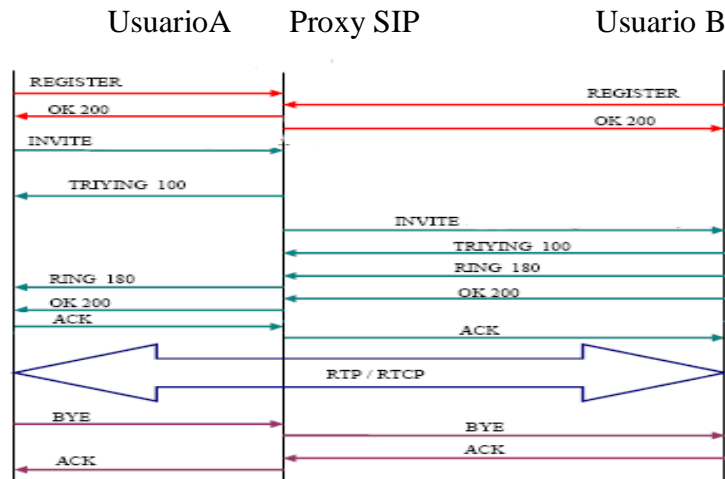 UsuarioA Proxy SIP Usuario B
REGISTER
REGISTER
OK 200
OK 200
INVITE
TRIYING 100
INVITE
TRIYING 100
RING 180
RING 180
OK 200
OK 200
ACK
ACK
RTP / RTCP
BYE
BYE
ACK
ACK